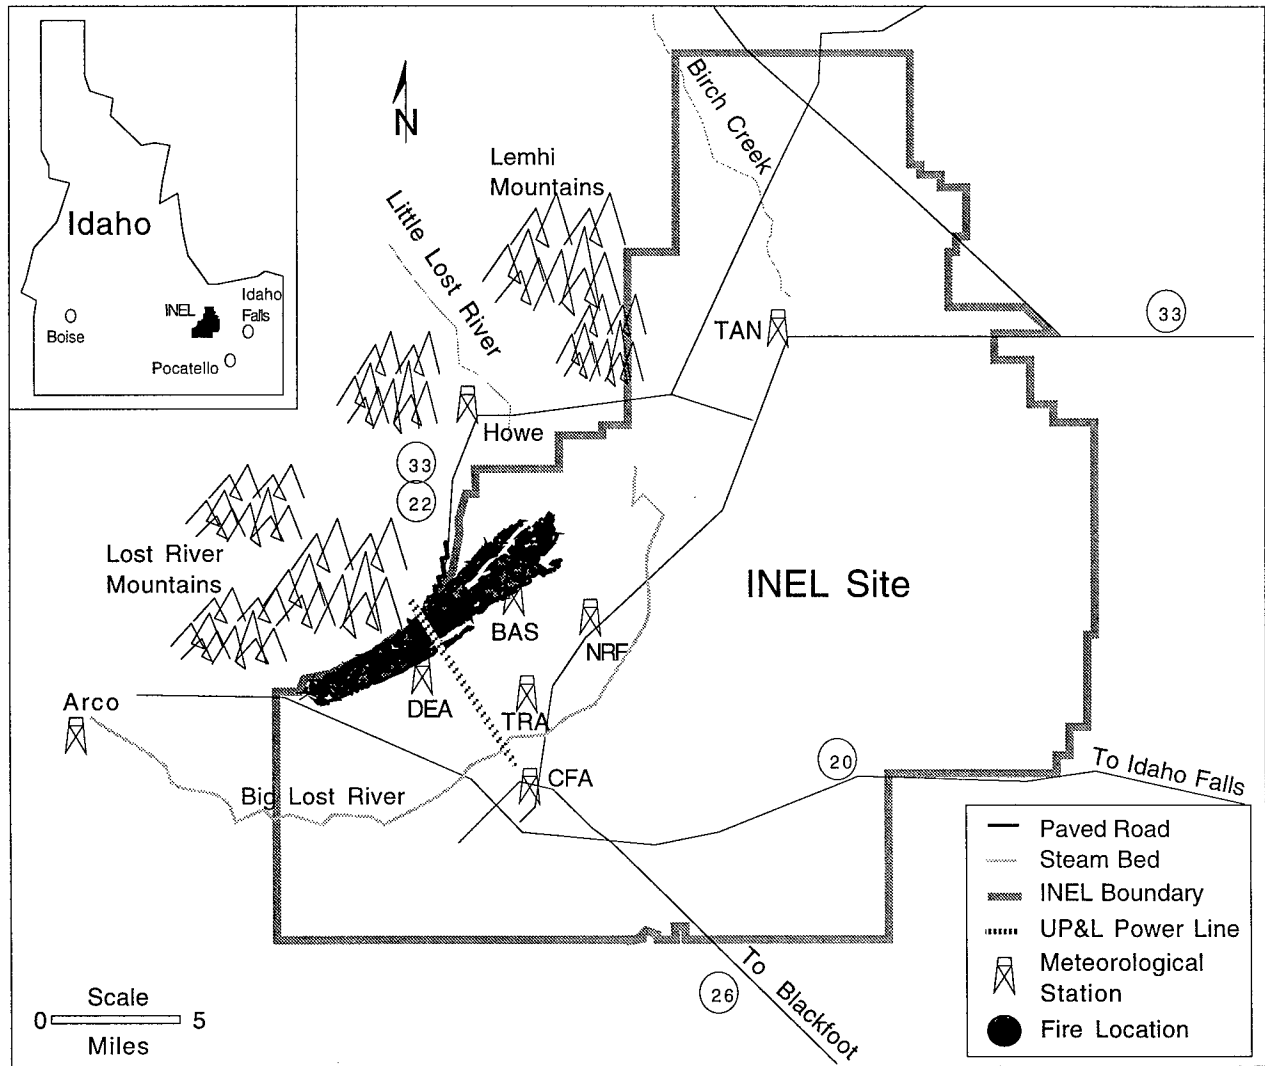 Idaho
INEL
Idaho
Falls
Boise
Pocatello
N
Lemhi
Mountains
Birch Creek
Little Lost River
TAN
33
Howe
33
22
Lost River
Mountains
INEL Site
BAS
NRF
DEA
TRA
Arco
CFA
Big Lost River
20
To Idaho Falls
26
To Blackfoot
Scale
0 5
Miles
Paved Road
Steam Bed
INEL Boundary
UP&L Power Line
Meteorological
Station
Fire Location